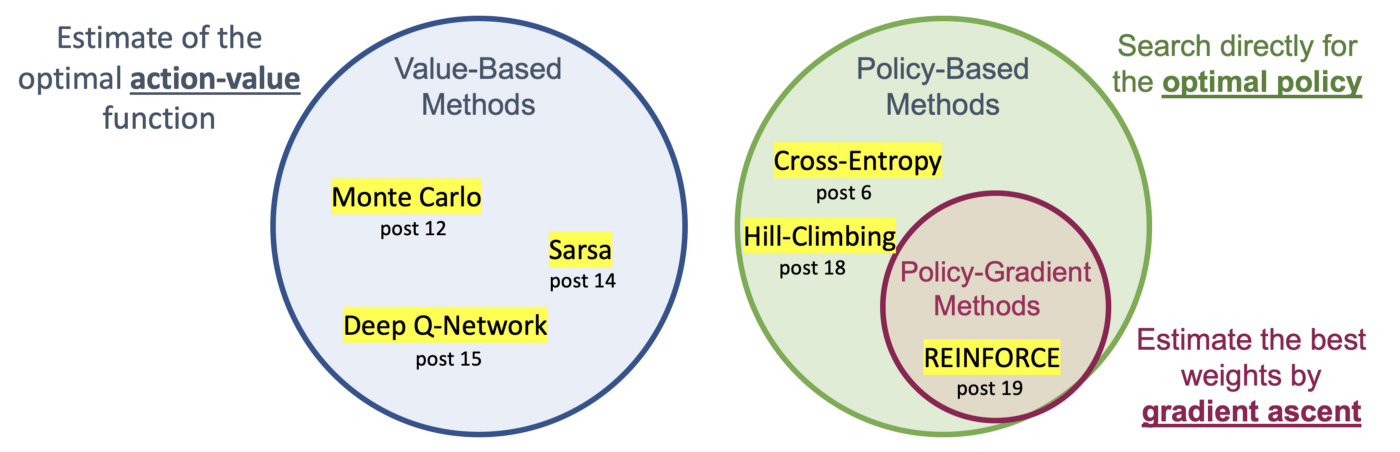 Estimate of the
optimal action-value
function
Value-Based
Methods
Monte Carlo
post 12
Sarsa
post 14
Deep Q-Network
post 15
Policy-Based
Methods
Cross-Entropy
post 6
Hill-Climbing
post 18
Policy-Gradient
Methods
REINFORCE
post 19
Search directly for
the optimal policy
Estimate the best
weights by
gradient ascent